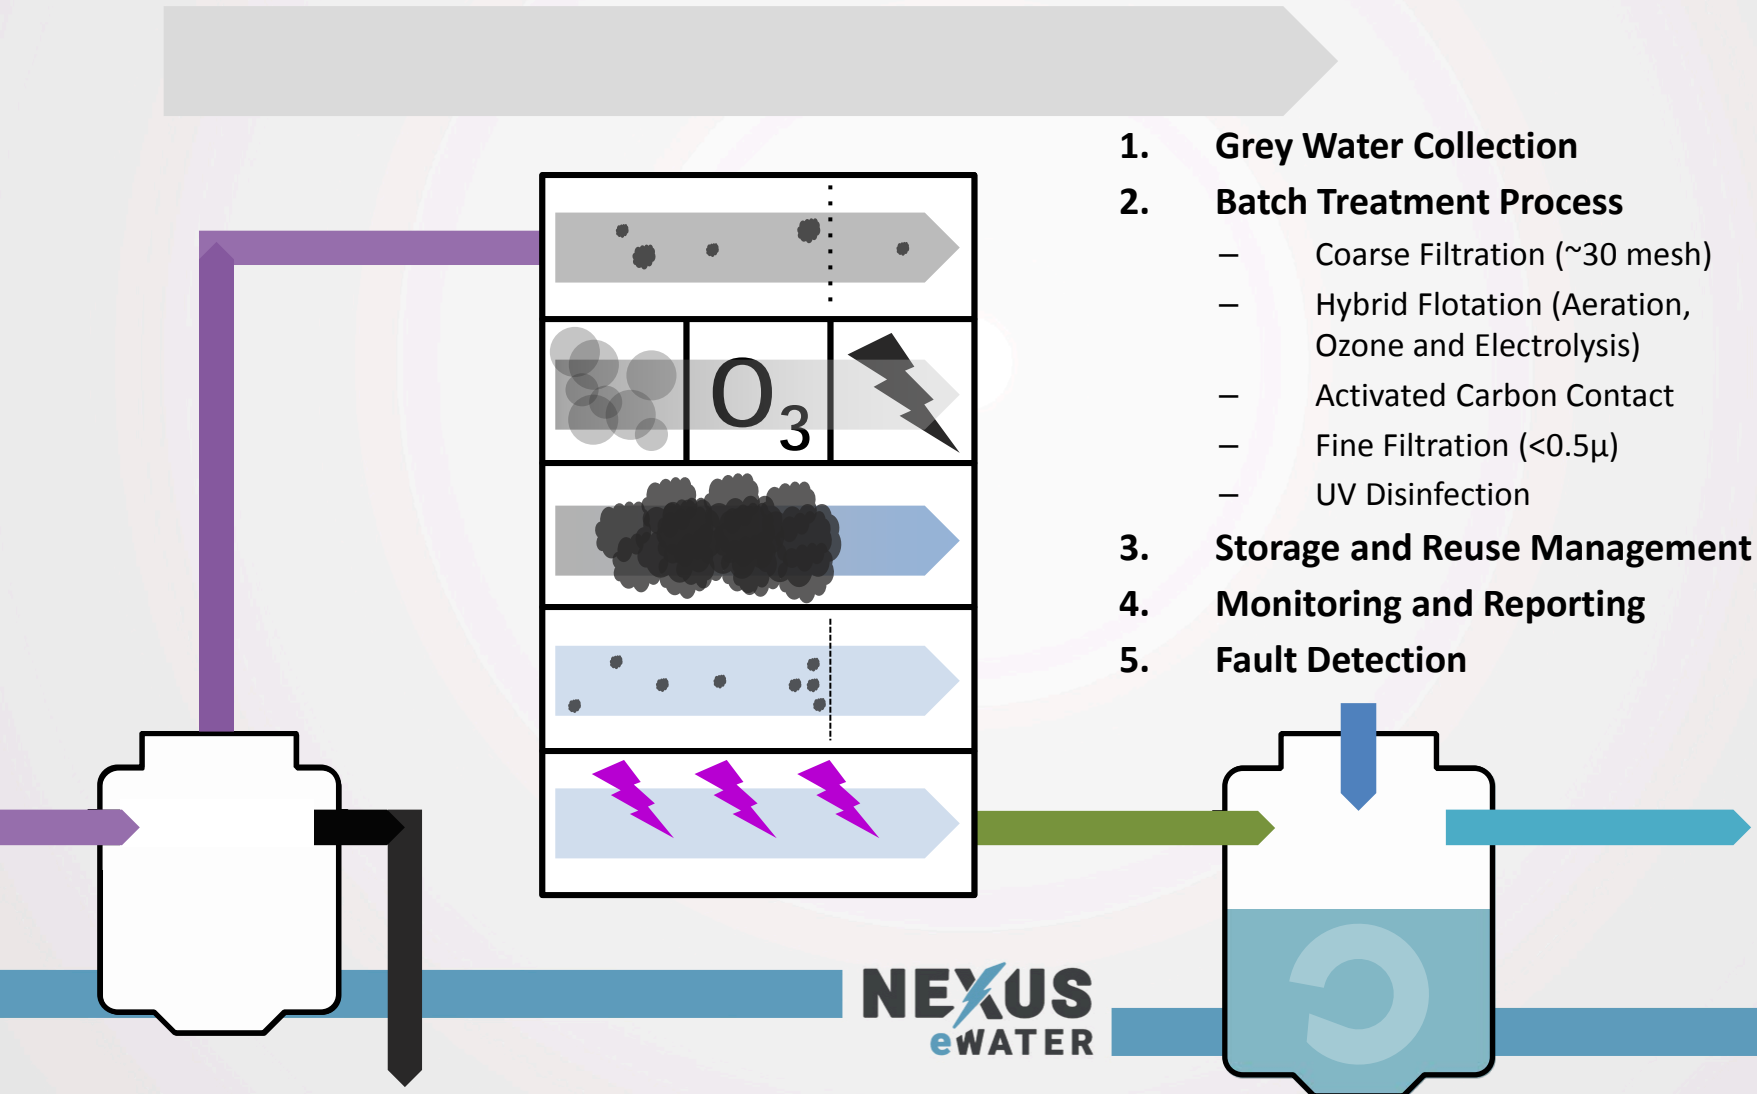 1. Grey Water Collection
2. Batch Treatment Process
– Coarse Filtration (~30 mesh)
– Hybrid Flotation (Aeration,
Ozone and Electrolysis)
– Activated Carbon Contact
– Fine Filtration (<0.5µ)
– UV Disinfection
3. Storage and Reuse Management
4. Monitoring and Reporting
5. Fault Detection
O₃
NEXUS
eWATER